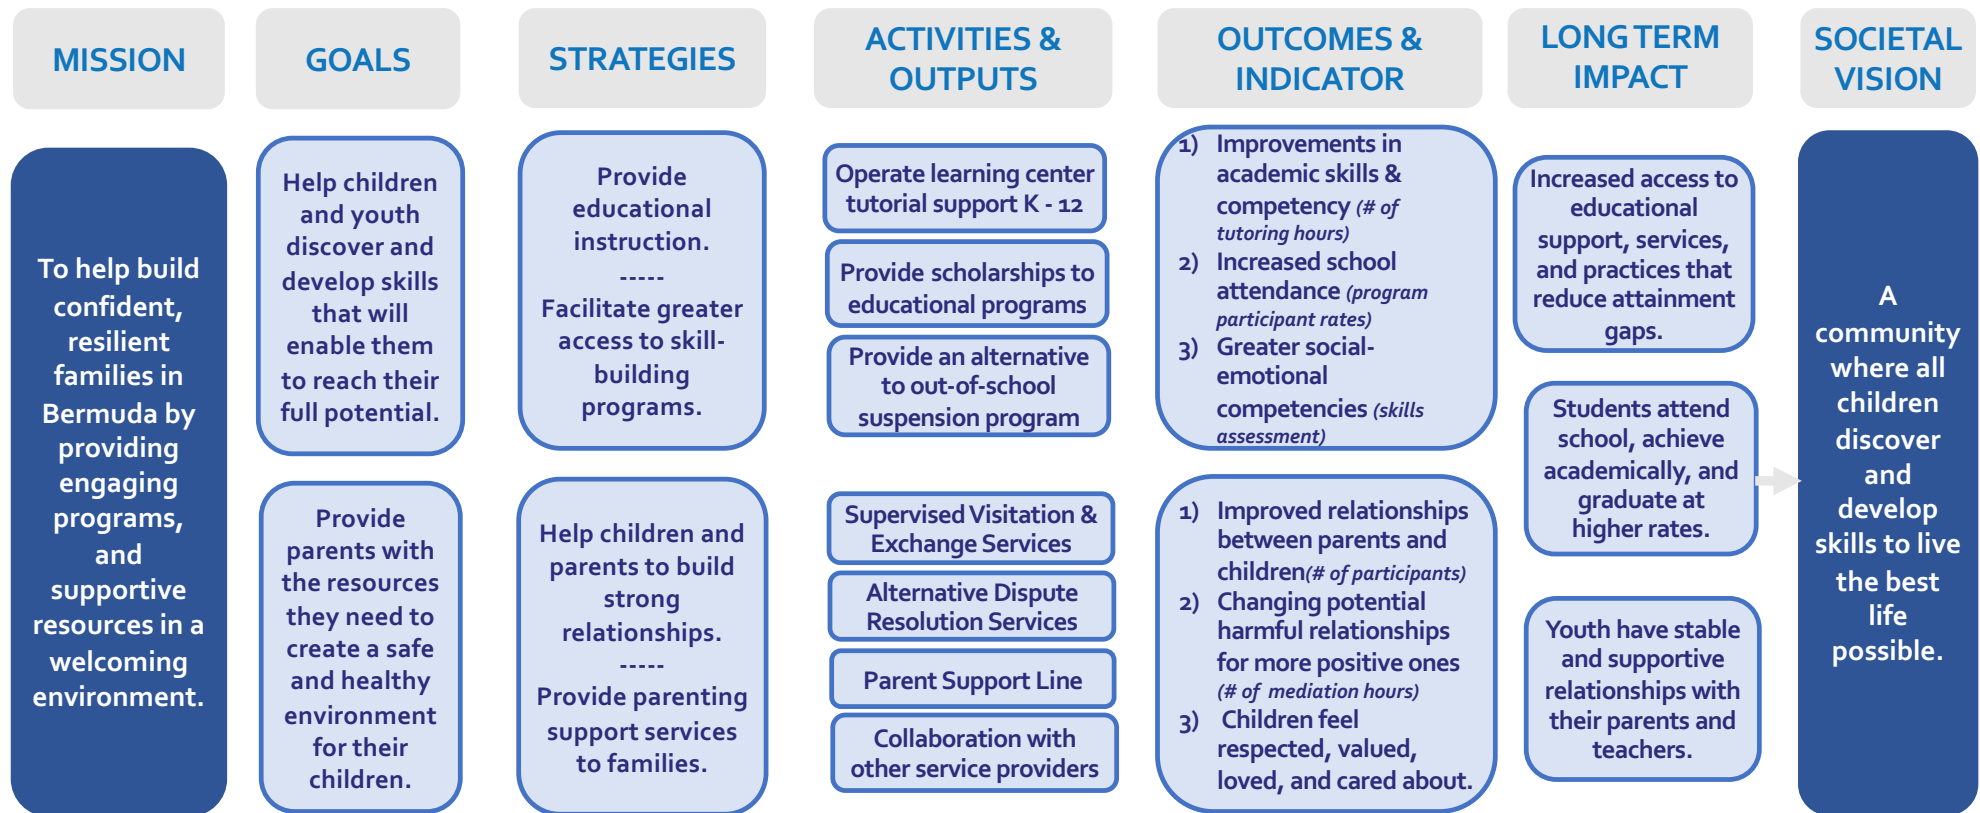 MISSION
GOALS
STRATEGIES
ACTIVITIES &
OUTPUTS
OUTCOMES &
INDICATOR
LONG TERM
IMPACT
SOCIETAL
VISION
To help build
confident,
resilient
families in
Bermuda by
providing
engaging
programs,
and
supportive
resources in a
welcoming
environment.
Help children
and youth
discover and
develop skills
that will
enable them
to reach their
full potential.
Provide
parents with
the resources
they need to
create a safe
and healthy
environment
for their
children.
Provide
educational
instruction.
-----
Facilitate greater
access to skill-
building
programs.
Help children and
parents to build
strong
relationships.
-----
Provide parenting
support services
to families.
Operate learning center
tutorial support K - 12
Provide scholarships to
educational programs
Provide an alternative
to out-of-school
suspension program
Supervised Visitation &
Exchange Services
Alternative Dispute
Resolution Services
Parent Support Line
Collaboration with
other service providers
1) Improvements in
academic skills &
competency (# of
tutoring hours)
2) Increased school
attendance (program
participant rates)
3) Greater social-
emotional
competencies (skills
assessment)
1) Improved relationships
between parents and
children(# of participants)
2) Changing potential
harmful relationships
for more positive ones
(# of mediation hours)
3) Children feel
respected, valued,
loved, and cared about.
Increased access to
educational
support, services,
and practices that
reduce attainment
gaps.
Students attend
school, achieve
academically, and
graduate at
higher rates.
Youth have stable
and supportive
relationships with
their parents and
teachers.
A
community
where all
children
discover
and
develop
skills to live
the best
life
possible.